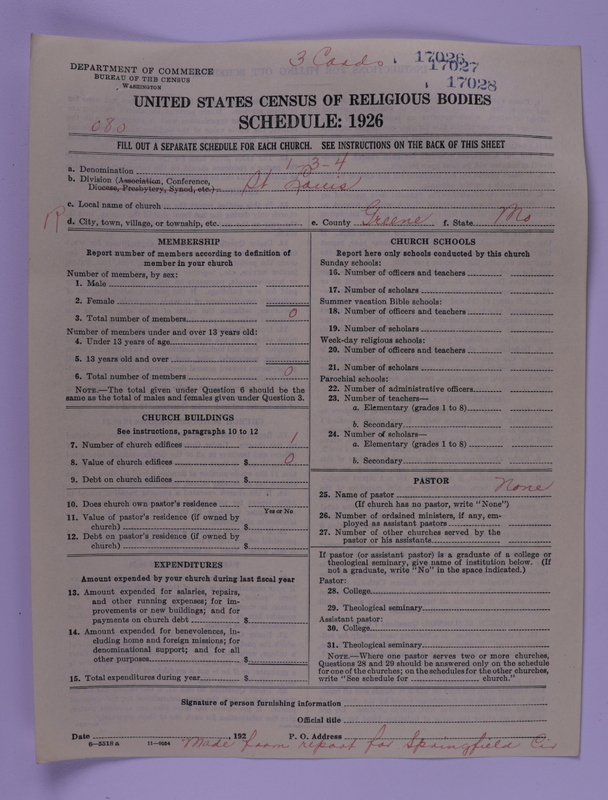 3 Cards. 17026
17027
17028
DEPARTMENT OF COMMERCE
BUREAU OF THE CENSUS
WASHINGTON
UNITED STATES CENSUS OF RELIGIOUS BODIES
SCHEDULE: 1926
080
FILL OUT A SEPARATE SCHEDULE FOR EACH CHURCH. SEE INSTRUCTIONS ON THE BACK OF THIS SHEET
a. Denomination 1-3-4
b. Division (Association, Conference, Diocese, Presbytery, Synod, etc.) St. Louis
c. Local name of church
R
d. City, town, village, or township, etc. e. County Greene f. State Mo
MEMBERSHIP
Report number of members according to definition of
member in your church
Number of members, by sex:
1. Male
2. Female
3. Total number of members 0
Number of members under and over 13 years old:
4. Under 13 years of age
5. 13 years old and over
6. Total number of members 0
NOTE.—The total given under Question 6 should be the
same as the total of males and females given under Question 3.
CHURCH BUILDINGS
See instructions, paragraphs 10 to 12
7. Number of church edifices 1
8. Value of church edifices $ 0
9. Debt on church edifices $
10. Does church own pastor's residence
Yes or No
11. Value of pastor's residence (if owned by
church) $
12. Debt on pastor's residence (if owned by
church) $
EXPENDITURES
Amount expended by your church during last fiscal year
13. Amount expended for salaries, repairs,
and other running expenses; for im-
provements or new buildings; and for
payments on church debt $
14. Amount expended for benevolences, in-
cluding home and foreign missions; for
denominational support; and for all
other purposes $
15. Total expenditures during year $
CHURCH SCHOOLS
Report here only schools conducted by this church
Sunday schools:
16. Number of officers and teachers
17. Number of scholars
Summer vacation Bible schools:
18. Number of officers and teachers
19. Number of scholars
Week-day religious schools:
20. Number of officers and teachers
21. Number of scholars
Parochial schools:
22. Number of administrative officers
23. Number of teachers—
a. Elementary (grades 1 to 8)
b. Secondary
24. Number of scholars—
a. Elementary (grades 1 to 8)
b. Secondary
PASTOR
25. Name of pastor None
(If church has no pastor, write "None")
26. Number of ordained ministers, if any, em-
ployed as assistant pastors
27. Number of other churches served by the
pastor or his assistants
If pastor (or assistant pastor) is a graduate of a college or
theological seminary, give name of institution below. (If
not a graduate, write "No" in the space indicated.)
Pastor:
28. College
29. Theological seminary
Assistant pastor:
30. College
31. Theological seminary
NOTE.—Where one pastor serves two or more churches,
Questions 28 and 29 should be answered only on the schedule
for one of the churches; on the schedules for the other churches,
write "See schedule for church."
Signature of person furnishing information
Official title
Date , 192 P. O. Address
8—5518 A 11—9584 Made from report for Springfield Cir